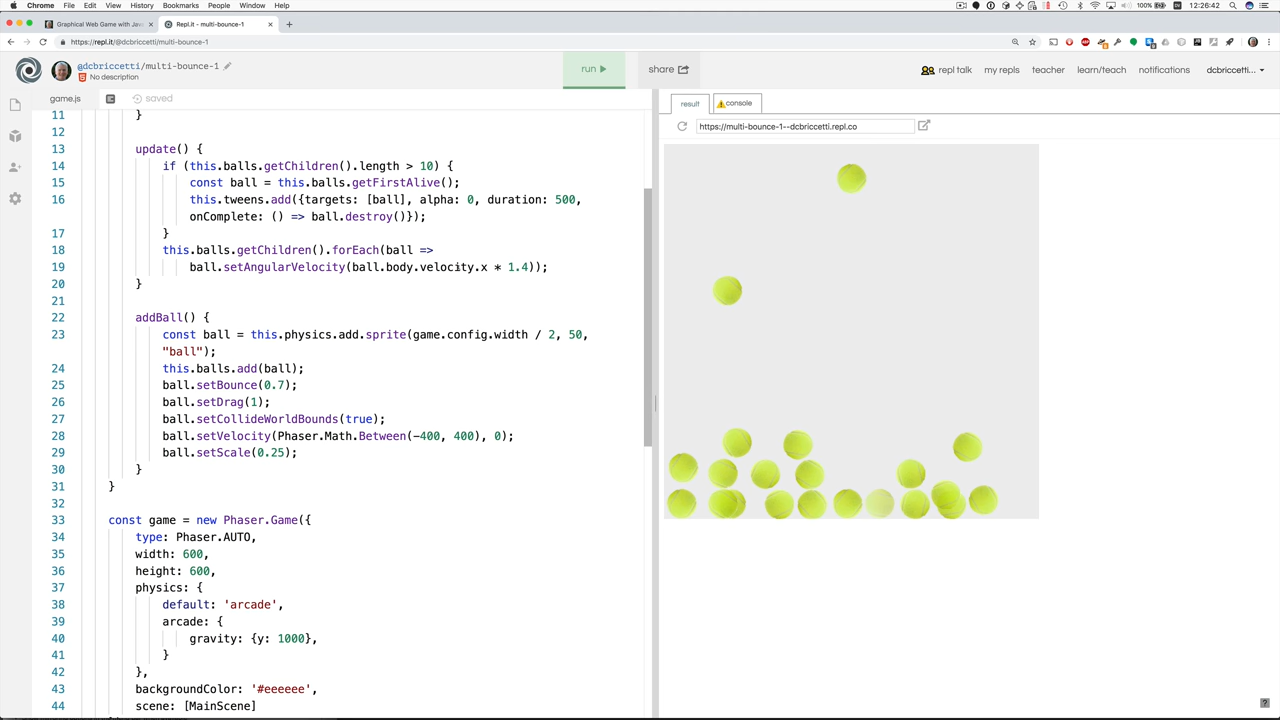 Chrome File Edit View History Bookmarks People Window Help 100% 12:26:42
Graphical Web Game with Jav Repl.it - multi-bounce-1
https://repl.it/@dcbriccetti/multi-bounce-1
@dcbriccetti/multi-bounce-1
No description
run share repl talk my repls teacher learn/teach notifications dcbriccetti...
game.js saved
result console
https://multi-bounce-1--dcbriccetti.repl.co
11 }
12
13 update() {
14 if (this.balls.getChildren().length > 10) {
15 const ball = this.balls.getFirstAlive();
16 this.tweens.add({targets: [ball], alpha: 0, duration: 500,
onComplete: () => ball.destroy()});
17 }
18 this.balls.getChildren().forEach(ball =>
19 ball.setAngularVelocity(ball.body.velocity.x * 1.4));
20 }
21
22 addBall() {
23 const ball = this.physics.add.sprite(game.config.width / 2, 50,
"ball");
24 this.balls.add(ball);
25 ball.setBounce(0.7);
26 ball.setDrag(1);
27 ball.setCollideWorldBounds(true);
28 ball.setVelocity(Phaser.Math.Between(-400, 400), 0);
29 ball.setScale(0.25);
30 }
31 }
32
33 const game = new Phaser.Game({
34 type: Phaser.AUTO,
35 width: 600,
36 height: 600,
37 physics: {
38 default: 'arcade',
39 arcade: {
40 gravity: {y: 1000},
41 }
42 },
43 backgroundColor: '#eeeeee',
44 scene: [MainScene]
?